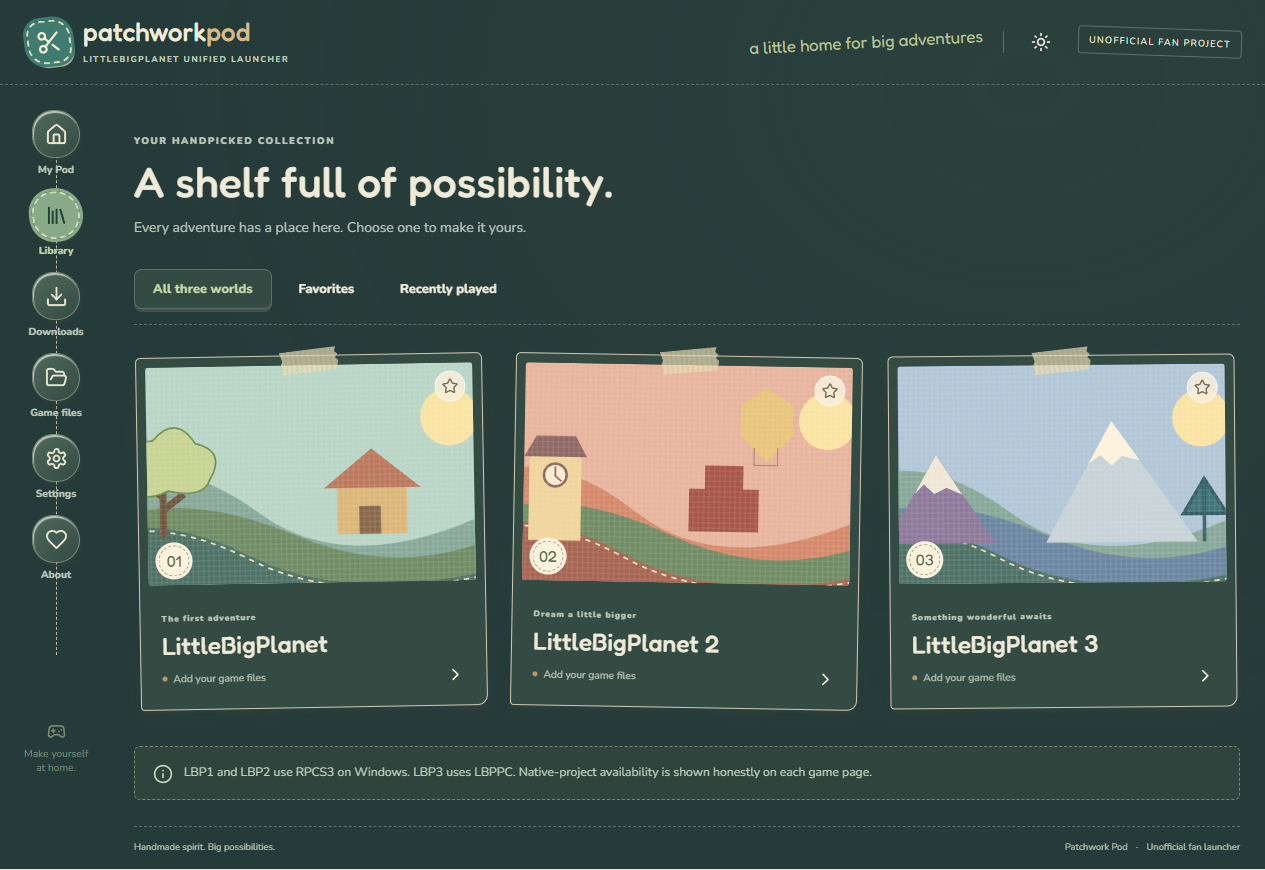 patchworkpod
LITTLEBIGPLANET UNIFIED LAUNCHER
a little home for big adventures
UNOFFICIAL FAN PROJECT
My Pod
Library
Downloads
Game files
Settings
About
Make yourself
at home.
YOUR HANDPICKED COLLECTION
A shelf full of possibility.
Every adventure has a place here. Choose one to make it yours.
All three worlds
Favorites
Recently played
01
The first adventure
LittleBigPlanet
Add your game files
02
Dream a little bigger
LittleBigPlanet 2
Add your game files
03
Something wonderful awaits
LittleBigPlanet 3
Add your game files
LBP1 and LBP2 use RPCS3 on Windows. LBP3 uses LBPPC. Native-project availability is shown honestly on each game page.
Handmade spirit. Big possibilities.
Patchwork Pod · Unofficial fan launcher